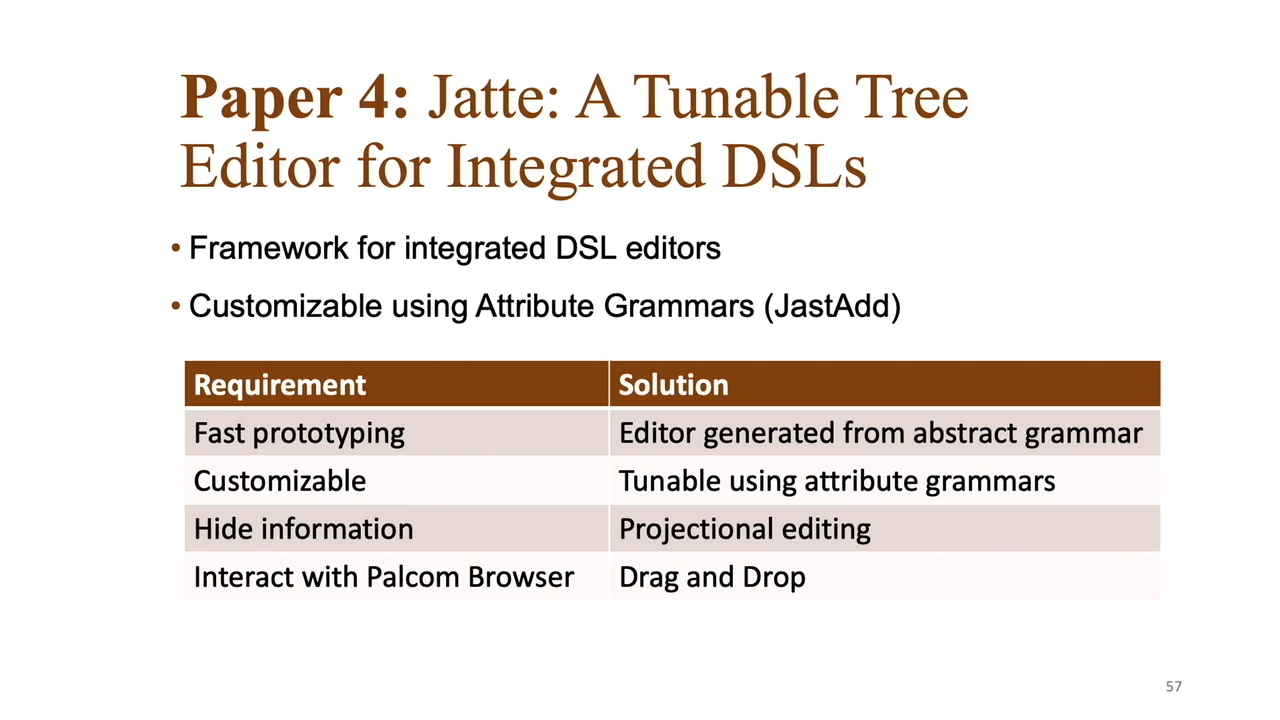 Paper 4: Jatte: A Tunable Tree
Editor for Integrated DSLs
• Framework for integrated DSL editors
• Customizable using Attribute Grammars (JastAdd)
Requirement Solution
Fast prototyping Editor generated from abstract grammar
Customizable Tunable using attribute grammars
Hide information Projectional editing
Interact with Palcom Browser Drag and Drop
57